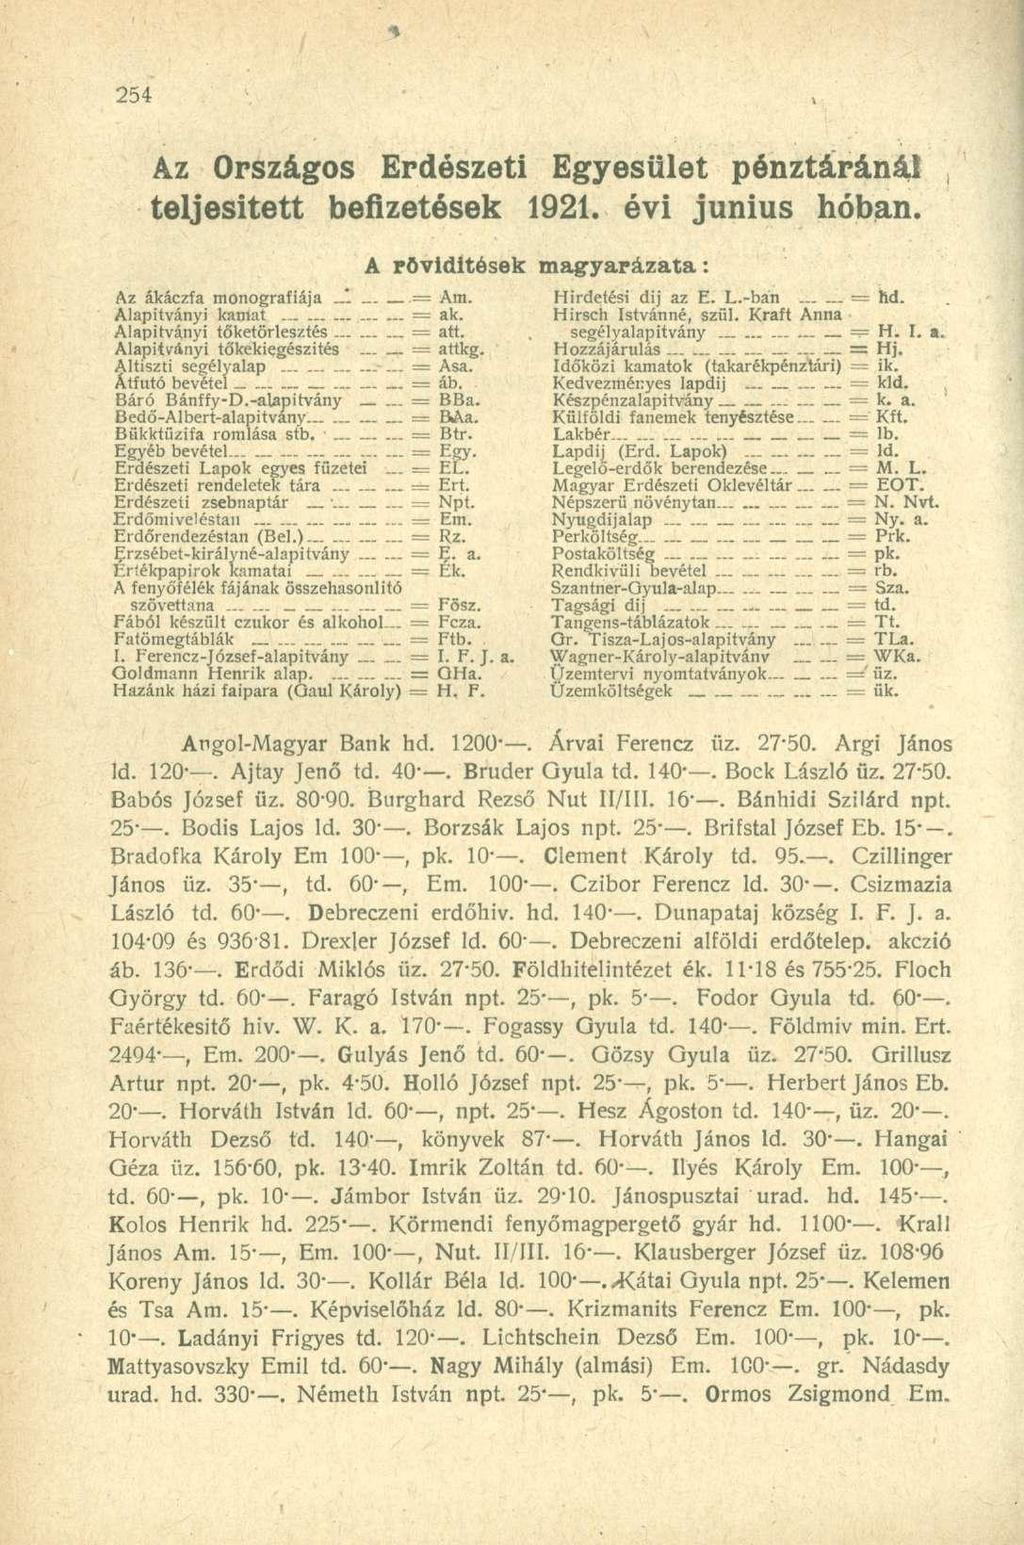 254
Az Országos Erdészeti Egyesület pénztáránál
teljesitett befizetések 1921. évi junius hóban.
A röviditések magyarázata:
Az ákáczfa monografiája = Am.
Alapitványi kamat = ak.
Alapitványi tőketörlesztés = att.
Alapitványi tőkekiegészités = attkg.
Altiszti segélyalap = Asa.
Átfutó bevétel = áb.
Báró Bánffy-D.-alapitvány = BBa.
Bedő-Albert-alapitvány = BAa.
Bükktüzifa romlása stb. = Btr.
Egyéb bevétel = Egy.
Erdészeti Lapok egyes füzetei = EL.
Erdészeti rendeletek tára = Ert.
Erdészeti zsebnaptár = Npt.
Erdőmiveléstan = Em.
Erdőrendezéstan (Bel.) = Rz.
Erzsébet-királyné-alapitvány = E. a.
Értékpapirok kamatai = Ék.
A fenyőfélék fájának összehasonlitó
szövettana = Fösz.
Fából készült czukor és alkohol = Fcza.
Fatömegtáblák = Ftb.
I. Ferencz-József-alapitvány = I. F. J. a.
Goldmann Henrik alap. = GHa.
Hazánk házi faipara (Gaul Károly) = H. F.
Hirdetési dij az E. L.-ban = hd.
Hirsch Istvánné, szül. Kraft Anna
segélyalapitvány = H. I. a.
Hozzájárulás = Hj.
Időközi kamatok (takarékpénztári) = ik.
Kedvezményes lapdij = kld.
Készpénzalapitvány = k. a.
Külföldi fanemek tenyésztése = Kft.
Lakbér = lb.
Lapdij (Erd. Lapok) = ld.
Legelő-erdők berendezése = M. L.
Magyar Erdészeti Oklevéltár = EOT.
Népszerü növénytan = N. Nvt.
Nyugdijalap = Ny. a.
Perköltség = Prk.
Postaköltség = pk.
Rendkivüli bevétel = rb.
Szantner-Gyula-alap = Sza.
Tagsági dij = td.
Tangens-táblázatok = Tt.
Gr. Tisza-Lajos-alapitvány = TLa.
Wagner-Károly-alapitvány = WKa.
Üzemtervi nyomtatványok = üz.
Üzemköltségek = ük.
Angol-Magyar Bank hd. 1200·—. Árvai Ferencz üz. 27·50. Argi János
ld. 120·—. Ajtay Jenő td. 40·—. Bruder Gyula td. 140·—. Bock László üz. 27·50.
Babós József üz. 80·90. Burghard Rezső Nut II/III. 16·—. Bánhidi Szilárd npt.
25·—. Bodis Lajos ld. 30·—. Borzsák Lajos npt. 25·—. Brifstal József Eb. 15·—.
Bradofka Károly Em 100·—, pk. 10·—. Clement Károly td. 95.—. Czillinger
János üz. 35·—, td. 60·—, Em. 100·—. Czibor Ferencz ld. 30·—. Csizmazia
László td. 60·—. Debreczeni erdőhiv. hd. 140·—. Dunapataj község I. F. J. a.
104·09 és 936·81. Drexler József ld. 60·—. Debreczeni alföldi erdőtelep. akczió
áb. 136·—. Erdődi Miklós üz. 27·50. Földhitelintézet ék. 11·18 és 755·25. Floch
György td. 60·—. Faragó István npt. 25·—, pk. 5·—. Fodor Gyula td. 60·—.
Faértékesitő hiv. W. K. a. 170·—. Fogassy Gyula td. 140·—. Földmiv min. Ert.
2494·—, Em. 200·—. Gulyás Jenő td. 60·—. Gözsy Gyula üz. 27·50. Grillusz
Artur npt. 20·—, pk. 4·50. Holló József npt. 25·—, pk. 5·—. Herbert János Eb.
20·—. Horváth István ld. 60·—, npt. 25·—. Hesz Ágoston td. 140·—, üz. 20·—.
Horváth Dezső td. 140·—, könyvek 87·—. Horváth János ld. 30·—. Hangai
Géza üz. 156·60, pk. 13·40. Imrik Zoltán td. 60·—. Ilyés Károly Em. 100·—,
td. 60·—, pk. 10·—. Jámbor István üz. 29·10. Jánospusztai urad. hd. 145·—.
Kolos Henrik hd. 225·—. Körmendi fenyőmagpergető gyár hd. 1100·—. Krall
János Am. 15·—, Em. 100·—, Nut. II/III. 16·—. Klausberger József üz. 108·96
Koreny János ld. 30·—. Kollár Béla ld. 100·—. Kátai Gyula npt. 25·—. Kelemen
és Tsa Am. 15·—. Képviselőház ld. 80·—. Krizmanits Ferencz Em. 100·—, pk.
10·—. Ladányi Frigyes td. 120·—. Lichtschein Dezső Em. 100·—, pk. 10·—.
Mattyasovszky Emil td. 60·—. Nagy Mihály (almási) Em. 100·—. gr. Nádasdy
urad. hd. 330·—. Németh István npt. 25·—, pk. 5·—. Ormos Zsigmond Em.